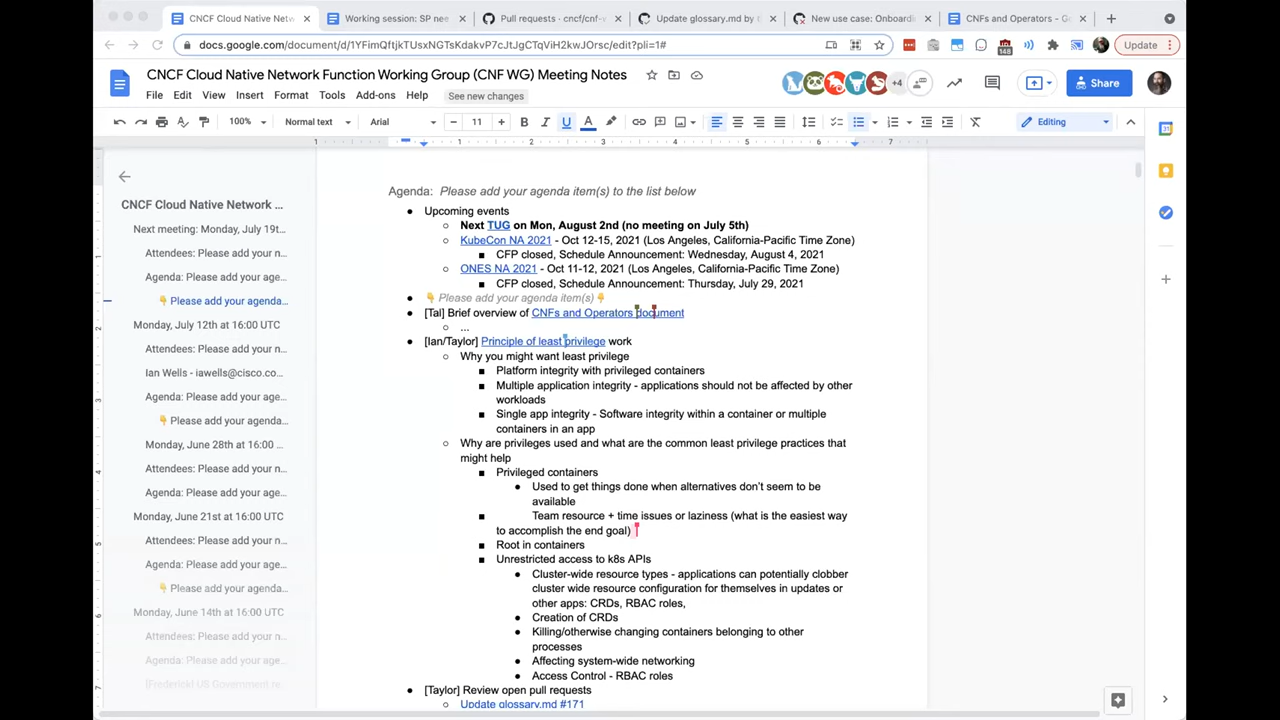 CNCF Cloud Native Netw
Working session: SP nee
Pull requests · cncf/cnf-v
Update glossary.md by t
New use case: Onboardi
CNFs and Operators - Go
docs.google.com/document/d/1YFimQftjkTUsxNGTsKdakvP7cJtJgCTqViH2kwJOrsc/edit?pli=1#
148
Update
CNCF Cloud Native Network Function Working Group (CNF WG) Meeting Notes
File Edit View Insert Format Tools Add-ons Help See new changes
+4
Share
100% Normal text Arial 11 Editing
1 1 2 3 4 5 6 7
CNCF Cloud Native Network ...
Next meeting: Monday, July 19t...
Attendees: Please add your n...
Agenda: Please add your age...
👇 Please add your agenda...
Monday, July 12th at 16:00 UTC
Attendees: Please add your n...
Ian Wells - iawells@cisco.com
Agenda: Please add your age...
👇 Please add your agenda...
Monday, June 28th at 16:00 ...
Attendees: Please add your n...
Agenda: Please add your age...
Monday, June 21st at 16:00 UTC
Attendees: Please add your n...
Agenda: Please add your age...
👇 Please add your agenda...
Monday, June 14th at 16:00 UTC
Attendees: Please add your n...
Agenda: Please add your age...
[Frederick] US Government re...
Agenda: Please add your agenda item(s) to the list below
Upcoming events
Next TUG on Mon, August 2nd (no meeting on July 5th)
KubeCon NA 2021 - Oct 12-15, 2021 (Los Angeles, California-Pacific Time Zone)
CFP closed, Schedule Announcement: Wednesday, August 4, 2021
ONES NA 2021 - Oct 11-12, 2021 (Los Angeles, California-Pacific Time Zone)
CFP closed, Schedule Announcement: Thursday, July 29, 2021
👇 Please add your agenda item(s)👇
[Tal] Brief overview of CNFs and Operators document
...
[Ian/Taylor] Principle of least privilege work
Why you might want least privilege
Platform integrity with privileged containers
Multiple application integrity - applications should not be affected by other
workloads
Single app integrity - Software integrity within a container or multiple
containers in an app
Why are privileges used and what are the common least privilege practices that
might help
Privileged containers
Used to get things done when alternatives don't seem to be
available
Team resource + time issues or laziness (what is the easiest way
to accomplish the end goal)
Root in containers
Unrestricted access to k8s APIs
Cluster-wide resource types - applications can potentially clobber
cluster wide resource configuration for themselves in updates or
other apps: CRDs, RBAC roles,
Creation of CRDs
Killing/otherwise changing containers belonging to other
processes
Affecting system-wide networking
Access Control - RBAC roles
[Taylor] Review open pull requests
Update glossary.md #171